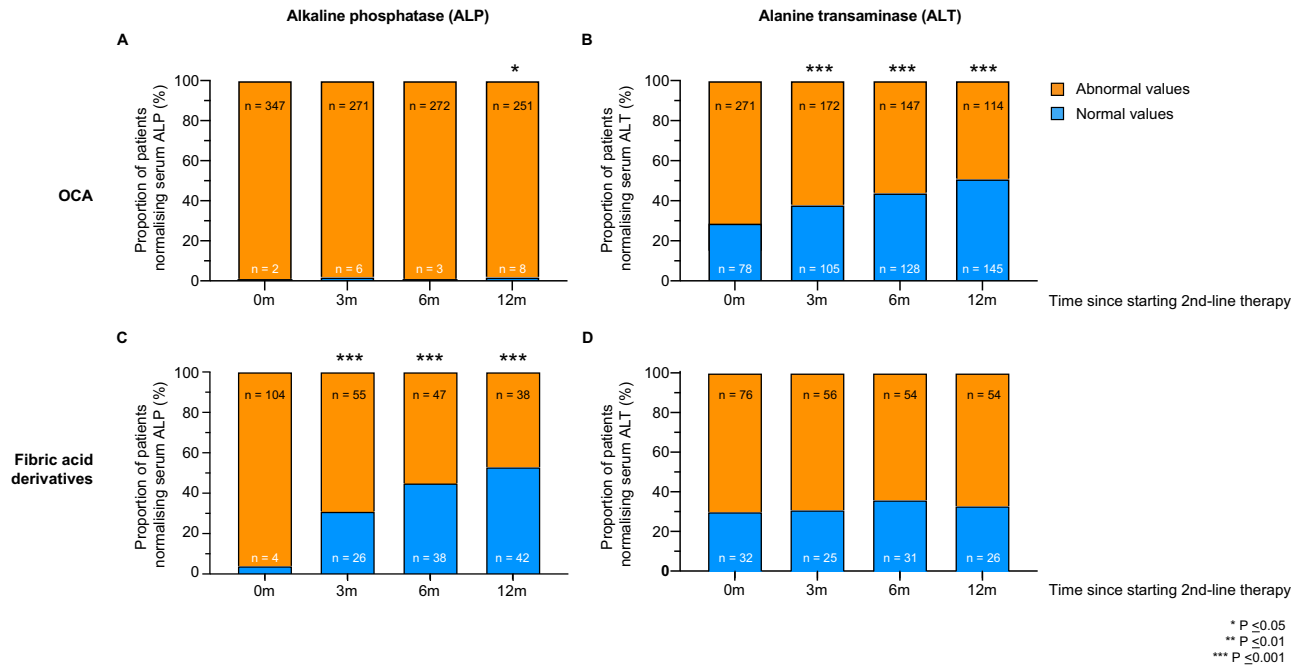 Alkaline phosphatase (ALP)
Alanine transaminase (ALT)
A
B
OCA
Proportion of patients
normalising serum ALP (%)
100
80
60
40
20
0
*
n = 347
n = 271
n = 272
n = 251
n = 2
n = 6
n = 3
n = 8
0m
3m
6m
12m
Proportion of patients
normalising serum ALT (%)
100
80
60
40
20
0
***
***
***
n = 271
n = 172
n = 147
n = 114
n = 78
n = 105
n = 128
n = 145
0m
3m
6m
12m
Abnormal values
Normal values
Time since starting 2nd-line therapy
C
D
Fibric acid
derivatives
Proportion of patients
normalising serum ALP (%)
100
80
60
40
20
0
***
***
***
n = 104
n = 55
n = 47
n = 38
n = 4
n = 26
n = 38
n = 42
0m
3m
6m
12m
Proportion of patients
normalising serum ALT (%)
100
80
60
40
20
0
n = 76
n = 56
n = 54
n = 54
n = 32
n = 25
n = 31
n = 26
0m
3m
6m
12m
Time since starting 2nd-line therapy
* P ≤0.05
** P ≤0.01
*** P ≤0.001